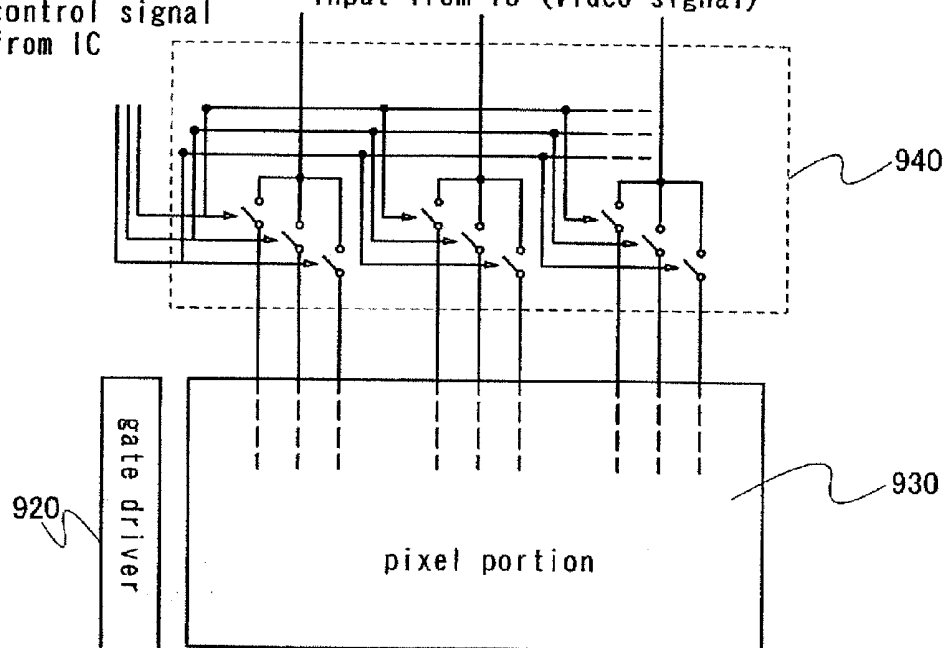 control signal
from IC
input from IC (video signal)
940
gate driver
920
930
pixel portion